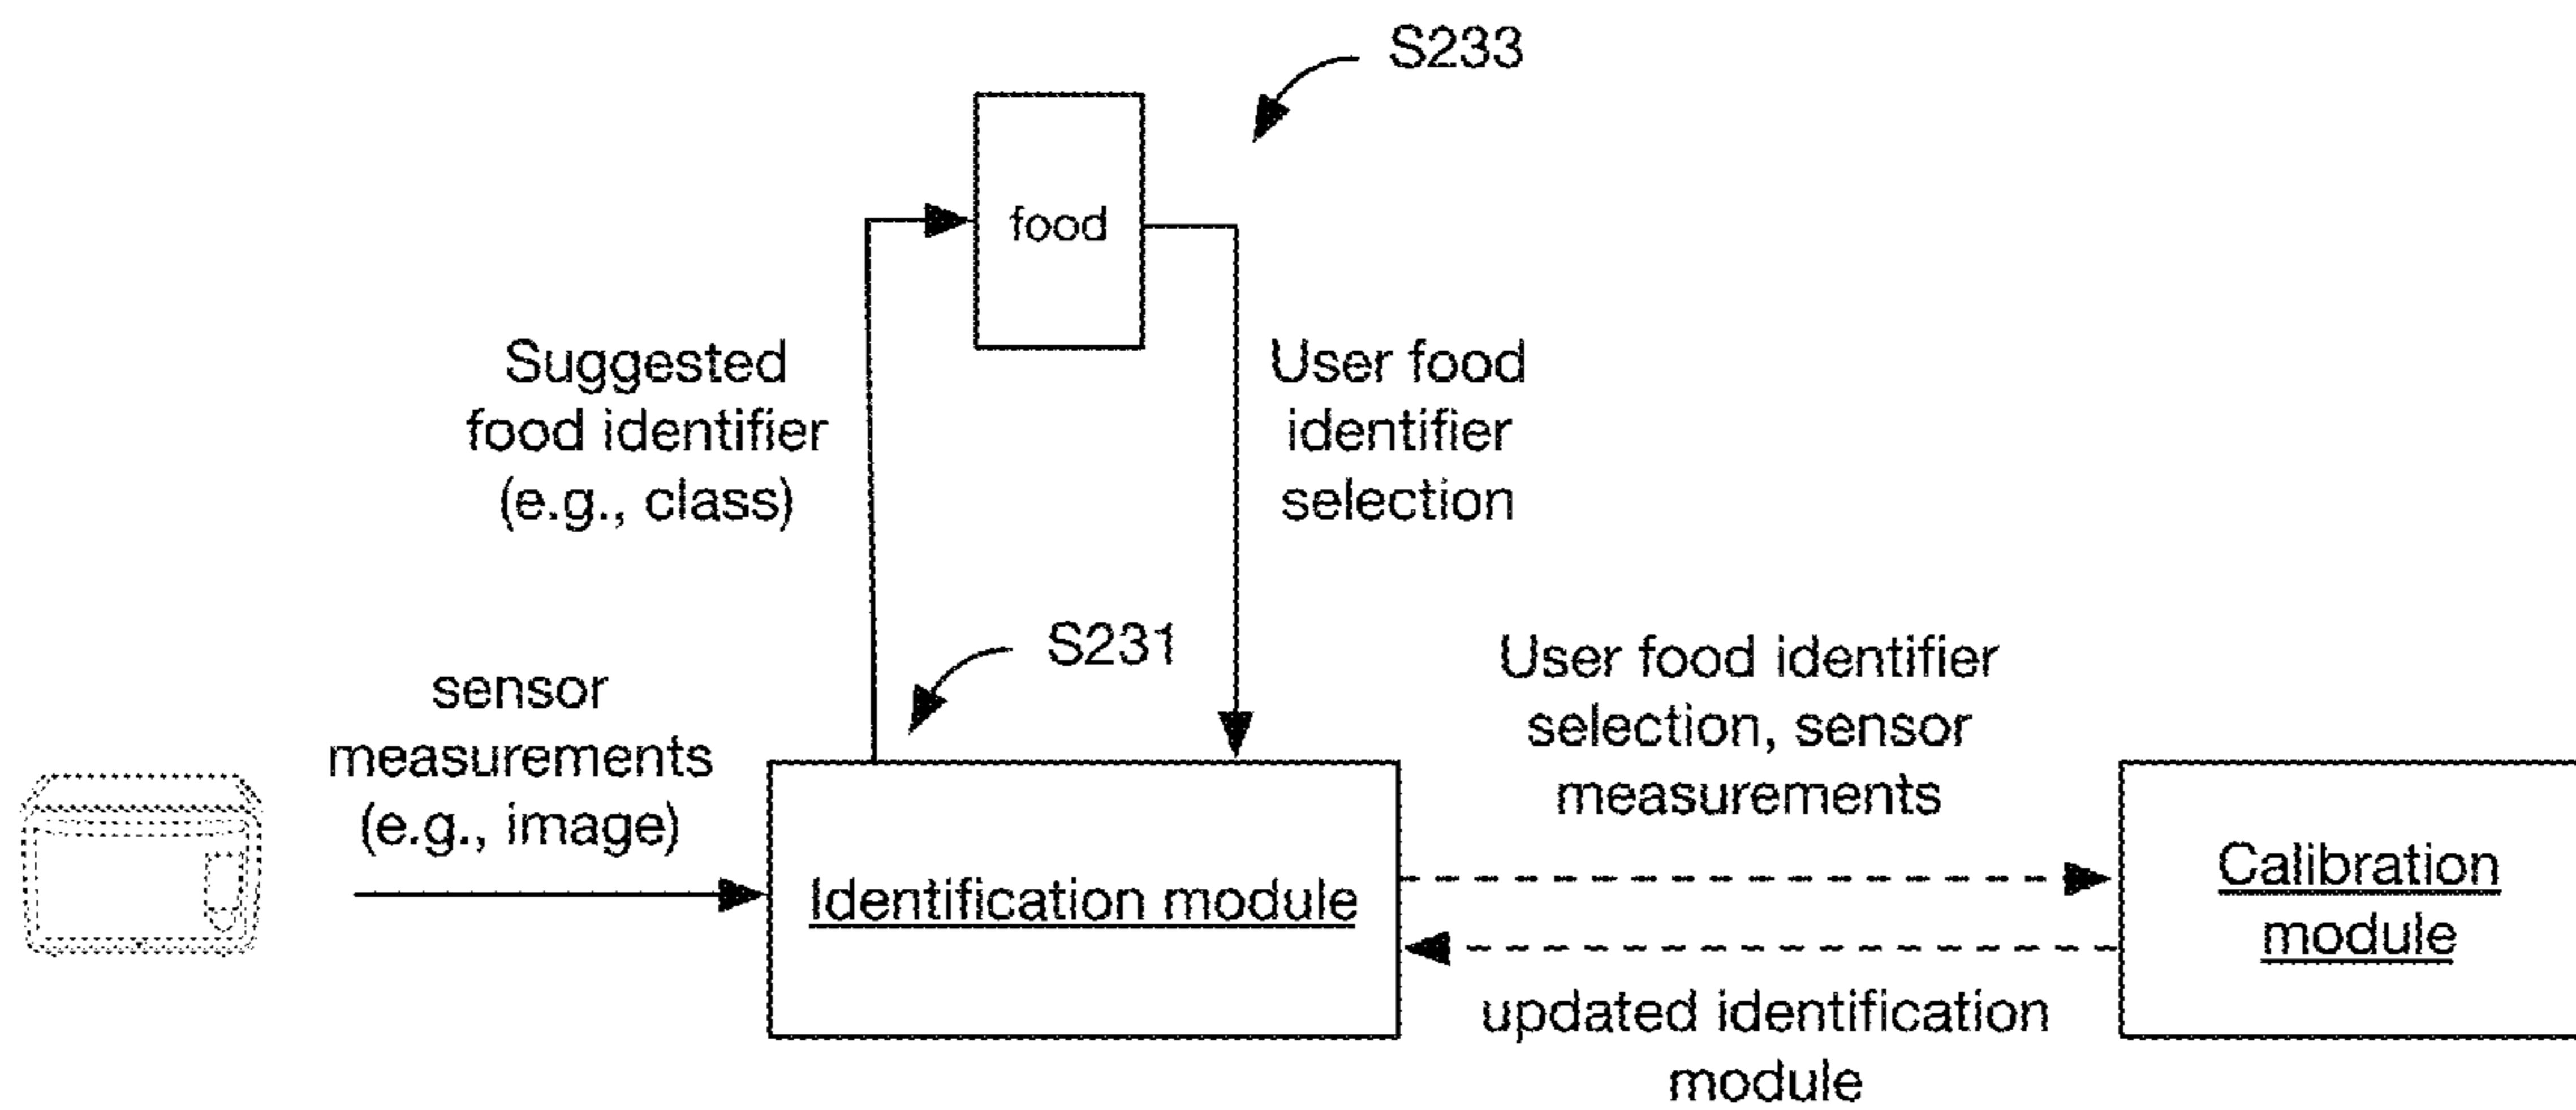 S233
food
Suggested
food identifier
(e.g., class)
User food
identifier
selection
S231
sensor
measurements
(e.g., image)
User food identifier
selection, sensor
measurements
Identification module
Calibration
module
updated identification
module